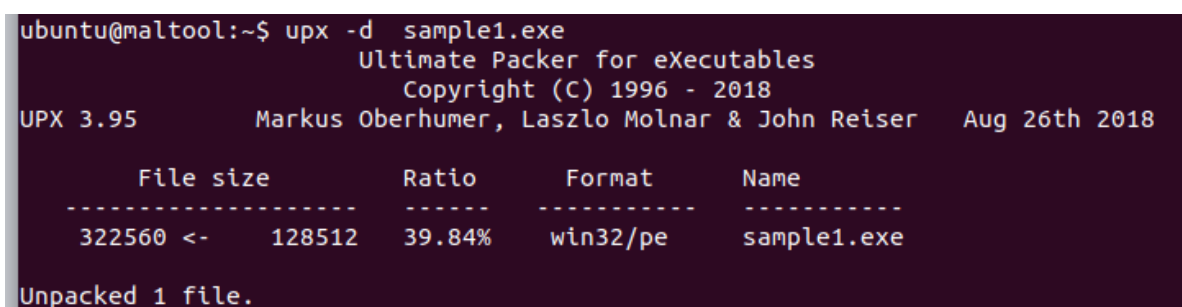 ubuntu@maltool:~$ upx -d  sample1.exe
                       Ultimate Packer for eXecutables
                          Copyright (C) 1996 - 2018
UPX 3.95        Markus Oberhumer, Laszlo Molnar & John Reiser   Aug 26th 2018
        File size         Ratio      Format      Name
   --------------------   ------   -----------   -----------
    322560 <-    128512   39.84%    win32/pe     sample1.exe
Unpacked 1 file.